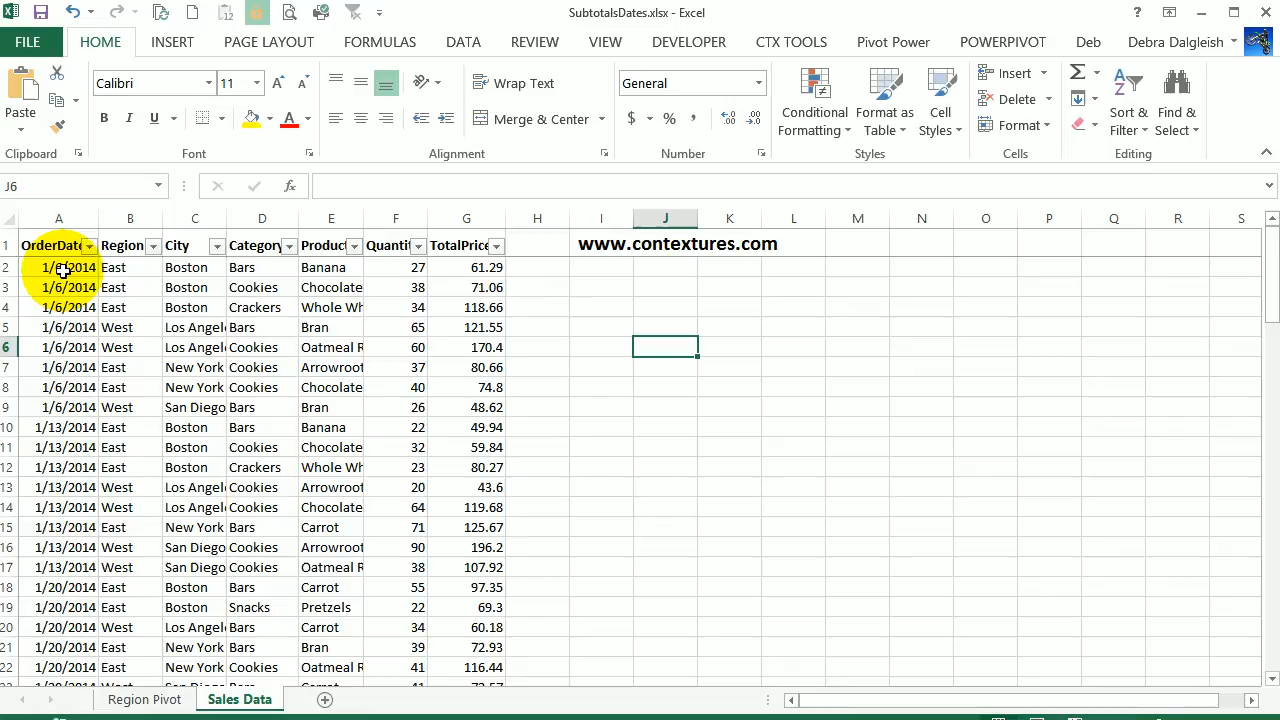 SubtotalsDates.xlsx - Excel
FILE HOME INSERT PAGE LAYOUT FORMULAS DATA REVIEW VIEW DEVELOPER CTX TOOLS Pivot Power POWERPIVOT Deb Debra Dalgleish
Calibri 11 Wrap Text General Insert
Paste B I U Merge & Center $ % Conditional Formatting Format as Table Cell Styles Delete Format Sort & Filter Find & Select
Clipboard Font Alignment Number Styles Cells Editing
J6 fx
A B C D E F G H I J K L M N O P Q R S
1 OrderDate Region City Category Product Quantit TotalPrice www.contextures.com
2 1/6/2014 East Boston Bars Banana 27 61.29
3 1/6/2014 East Boston Cookies Chocolate 38 71.06
4 1/6/2014 East Boston Crackers Whole Wh 34 118.66
5 1/6/2014 West Los Angele Bars Bran 65 121.55
6 1/6/2014 West Los Angele Cookies Oatmeal R 60 170.4
7 1/6/2014 East New York Cookies Arrowroot 37 80.66
8 1/6/2014 East New York Cookies Chocolate 40 74.8
9 1/6/2014 West San Diego Bars Bran 26 48.62
10 1/13/2014 East Boston Bars Banana 22 49.94
11 1/13/2014 East Boston Cookies Chocolate 32 59.84
12 1/13/2014 East Boston Crackers Whole Wh 23 80.27
13 1/13/2014 West Los Angele Cookies Arrowroot 20 43.6
14 1/13/2014 West Los Angele Cookies Chocolate 64 119.68
15 1/13/2014 East New York Bars Carrot 71 125.67
16 1/13/2014 West San Diego Cookies Arrowroot 90 196.2
17 1/13/2014 West San Diego Cookies Oatmeal R 38 107.92
18 1/20/2014 East Boston Bars Carrot 55 97.35
19 1/20/2014 East Boston Snacks Pretzels 22 69.3
20 1/20/2014 West Los Angele Bars Carrot 34 60.18
21 1/20/2014 East New York Bars Bran 39 72.93
22 1/20/2014 East New York Cookies Oatmeal R 41 116.44
Region Pivot Sales Data